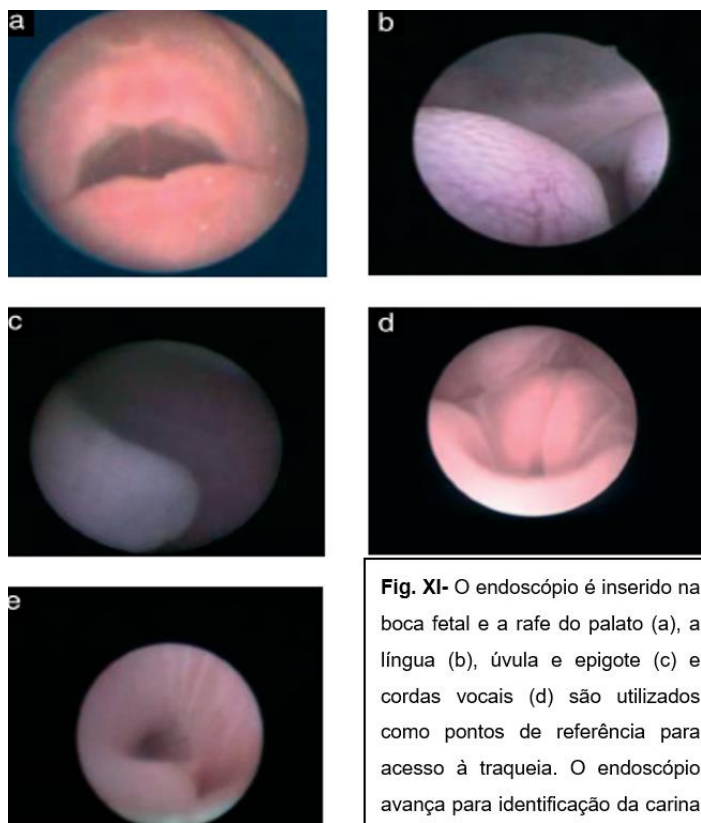 a
b
c
d
e
Fig. XI- O endoscópio é inserido na
boca fetal e a rafe do palato (a), a
língua (b), úvula e epigote (c) e
cordas vocais (d) são utilizados
como pontos de referência para
acesso à traqueia. O endoscópio
avança para identificação da carina